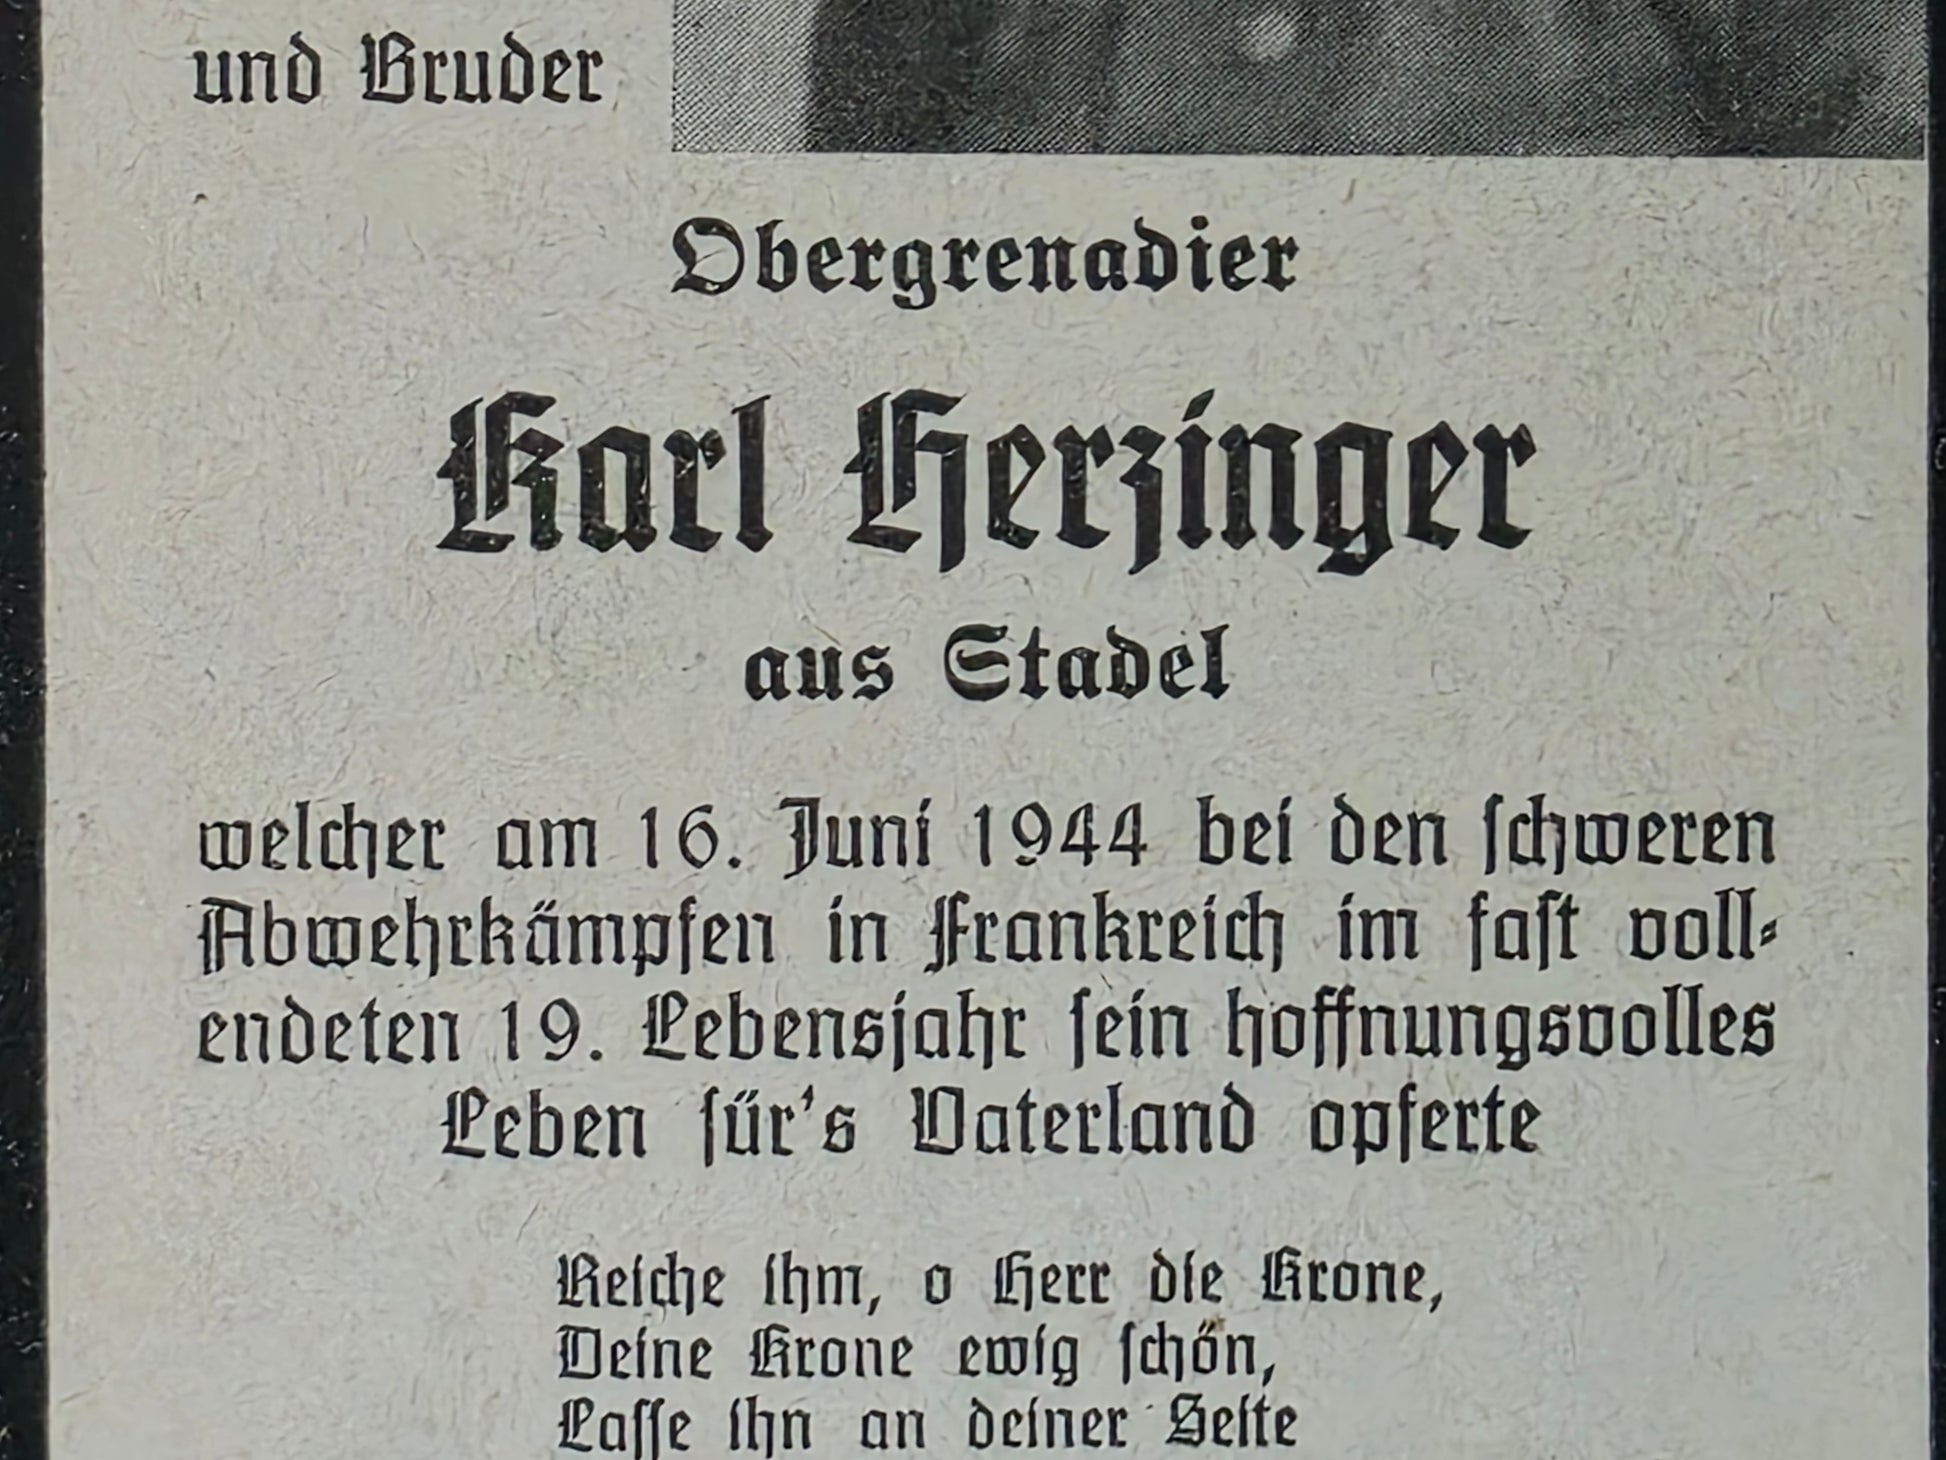 und Bruder
Obergrenadier
Karl Herzinger
aus Stadel
welcher am 16. Juni 1944 bei den schweren
Abwehrkämpfen in Frankreich im fast voll-
endeten 19. Lebensjahr sein hoffnungsvolles
Leben für's Vaterland opferte
Reiche ihm, o Herr die Krone,
Deine Krone ewig schön,
Lasse ihn an deiner Seite